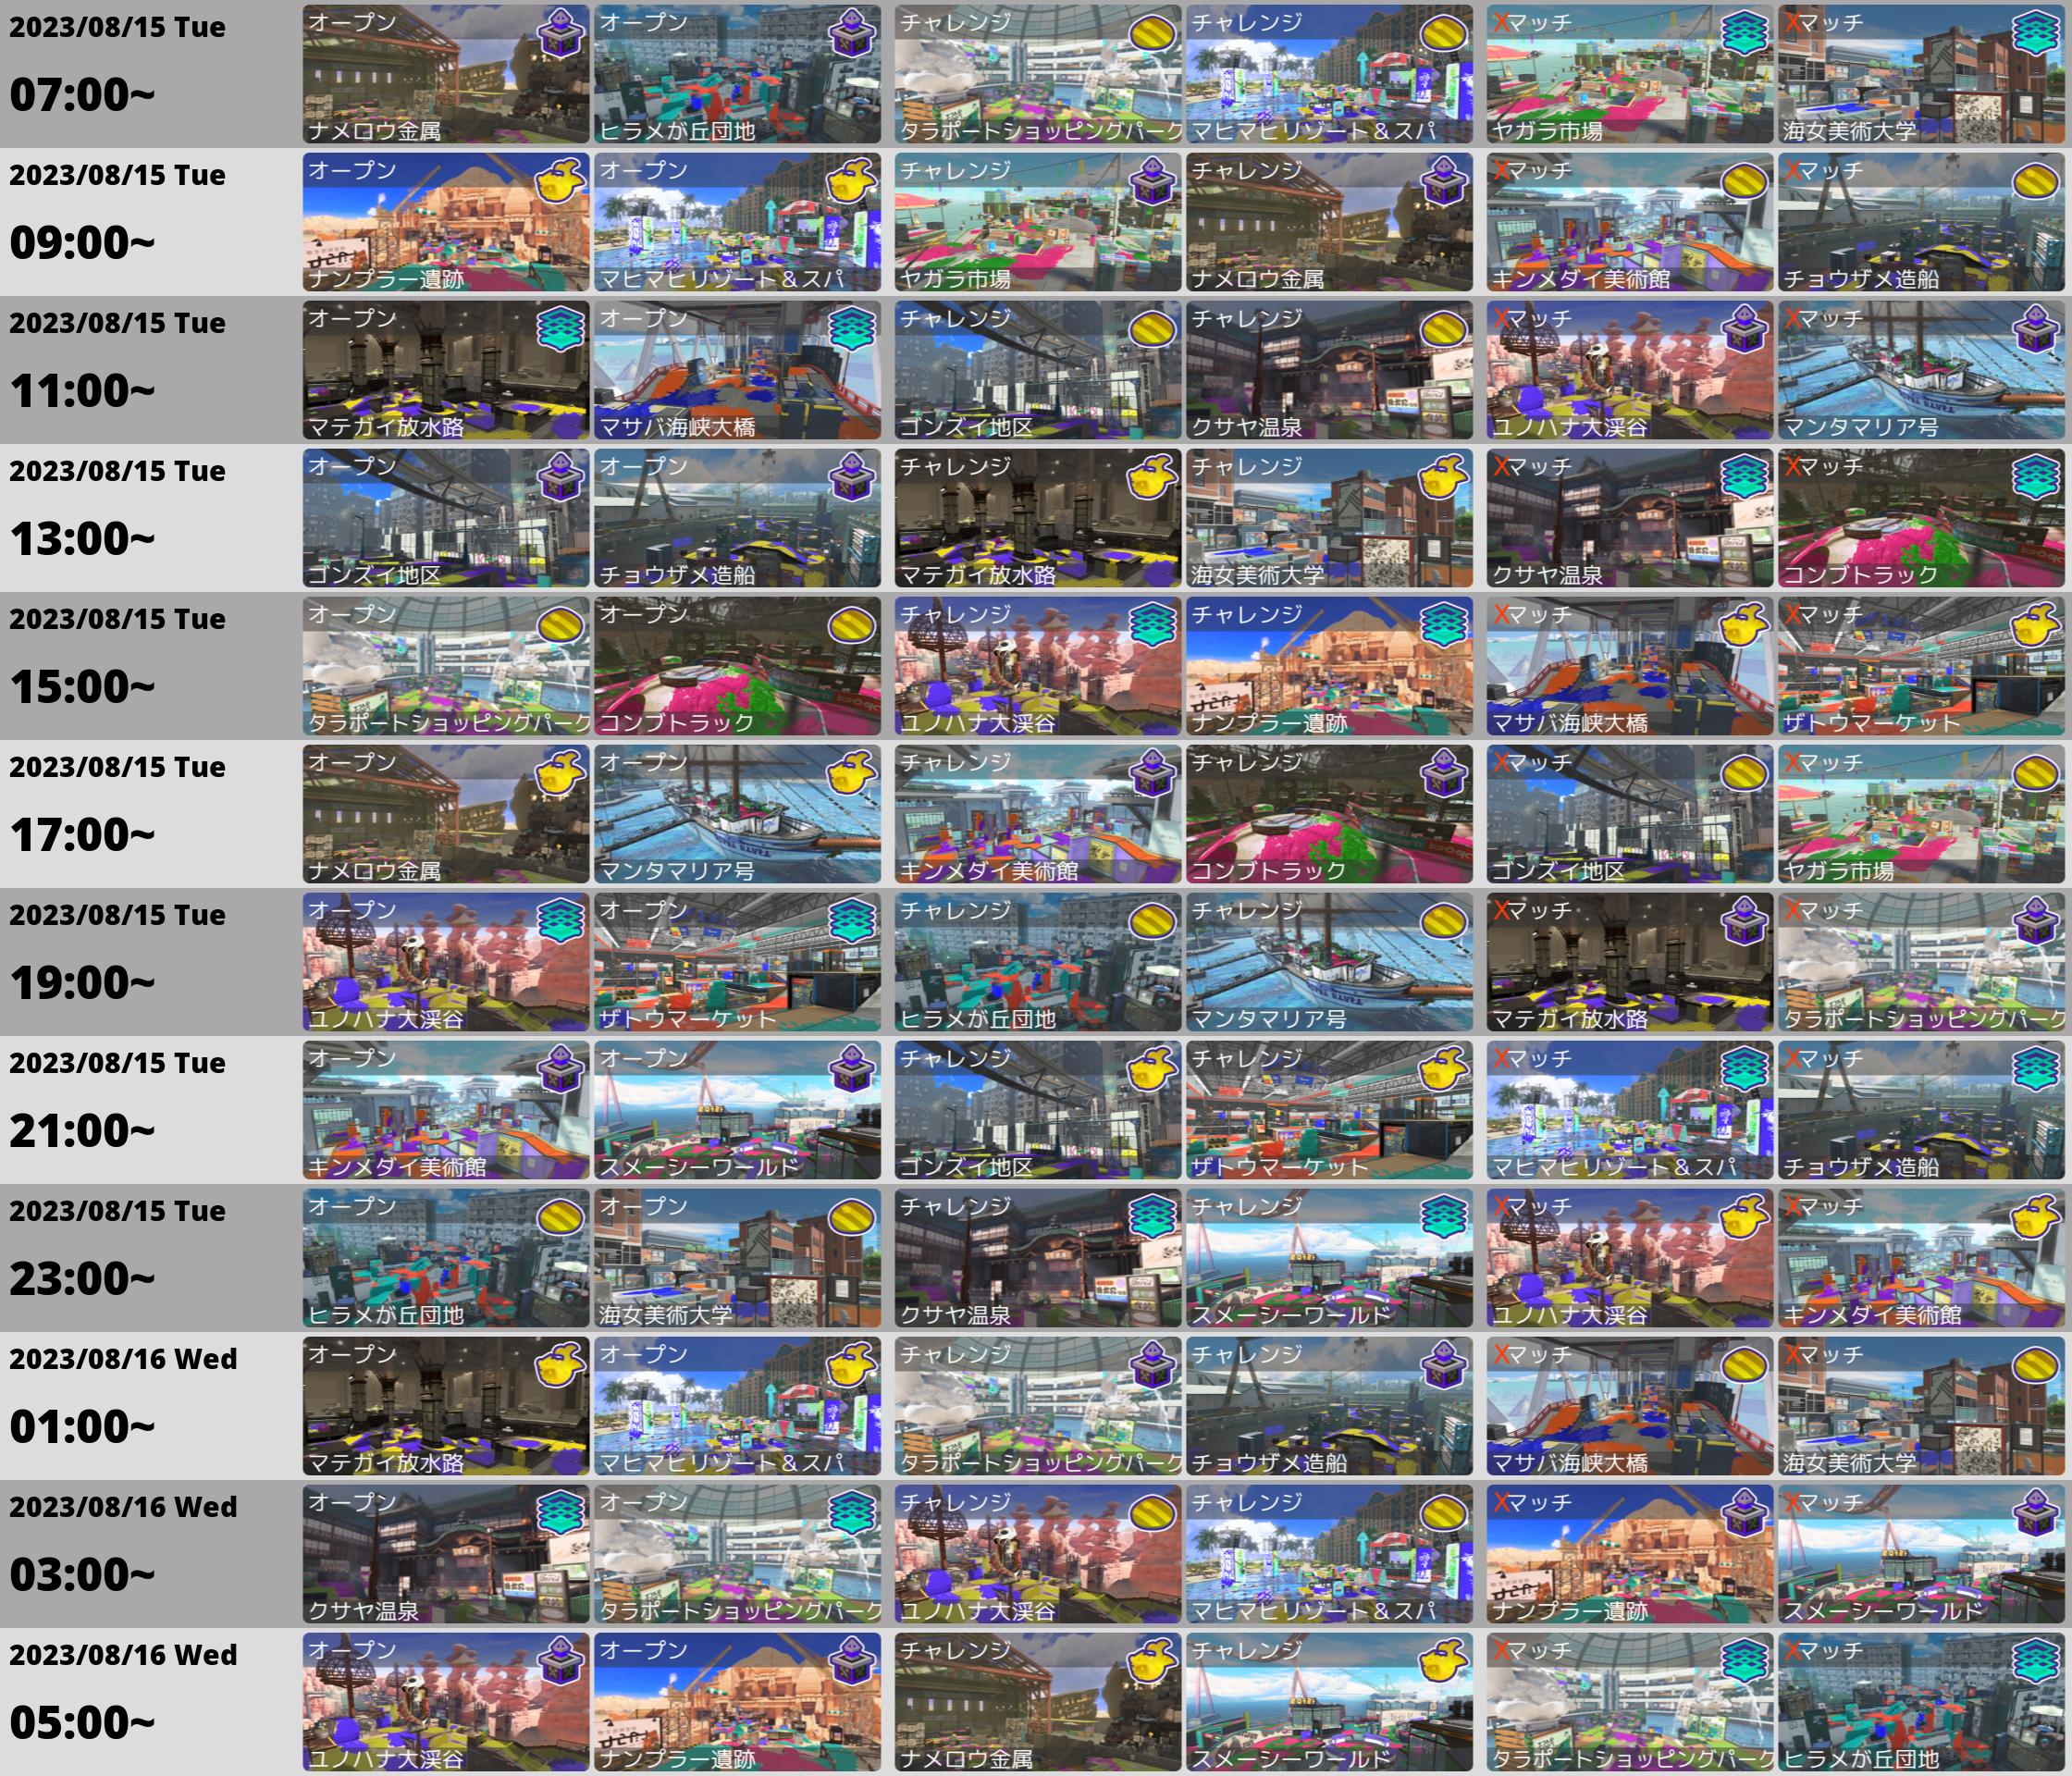 2023/08/15 Tue
07:00~
オープン オープン チャレンジ チャレンジ Xマッチ Xマッチ
ナメロウ金属 ヒラメが丘団地 タラポートショッピングパーク マヒマヒリゾート＆スパ ヤガラ市場 海女美術大学
2023/08/15 Tue
09:00~
オープン オープン チャレンジ チャレンジ Xマッチ Xマッチ
ナンプラー遺跡 マヒマヒリゾート＆スパ ヤガラ市場 ナメロウ金属 キンメダイ美術館 チョウザメ造船
2023/08/15 Tue
11:00~
オープン オープン チャレンジ チャレンジ Xマッチ Xマッチ
マテガイ放水路 マサバ海峡大橋 ゴンズイ地区 クサヤ温泉 ユノハナ大渓谷 マンタマリア号
2023/08/15 Tue
13:00~
オープン オープン チャレンジ チャレンジ Xマッチ Xマッチ
ゴンズイ地区 チョウザメ造船 マテガイ放水路 海女美術大学 クサヤ温泉 コンブトラック
2023/08/15 Tue
15:00~
オープン オープン チャレンジ チャレンジ Xマッチ Xマッチ
タラポートショッピングパーク コンブトラック ユノハナ大渓谷 ナンプラー遺跡 マサバ海峡大橋 ザトウマーケット
2023/08/15 Tue
17:00~
オープン オープン チャレンジ チャレンジ Xマッチ Xマッチ
ナメロウ金属 マンタマリア号 キンメダイ美術館 コンブトラック ゴンズイ地区 ヤガラ市場
2023/08/15 Tue
19:00~
オープン オープン チャレンジ チャレンジ Xマッチ Xマッチ
ユノハナ大渓谷 ザトウマーケット ヒラメが丘団地 マンタマリア号 マテガイ放水路 タラポートショッピングパーク
2023/08/15 Tue
21:00~
オープン オープン チャレンジ チャレンジ Xマッチ Xマッチ
キンメダイ美術館 スメーシーワールド ゴンズイ地区 ザトウマーケット マヒマヒリゾート＆スパ チョウザメ造船
2023/08/15 Tue
23:00~
オープン オープン チャレンジ チャレンジ Xマッチ Xマッチ
ヒラメが丘団地 海女美術大学 クサヤ温泉 スメーシーワールド ユノハナ大渓谷 キンメダイ美術館
2023/08/16 Wed
01:00~
オープン オープン チャレンジ チャレンジ Xマッチ Xマッチ
マテガイ放水路 マヒマヒリゾート＆スパ タラポートショッピングパーク チョウザメ造船 マサバ海峡大橋 海女美術大学
2023/08/16 Wed
03:00~
オープン オープン チャレンジ チャレンジ Xマッチ Xマッチ
クサヤ温泉 タラポートショッピングパーク ユノハナ大渓谷 マヒマヒリゾート＆スパ ナンプラー遺跡 スメーシーワールド
2023/08/16 Wed
05:00~
オープン オープン チャレンジ チャレンジ Xマッチ Xマッチ
ユノハナ大渓谷 ナンプラー遺跡 ナメロウ金属 スメーシーワールド タラポートショッピングパーク ヒラメが丘団地